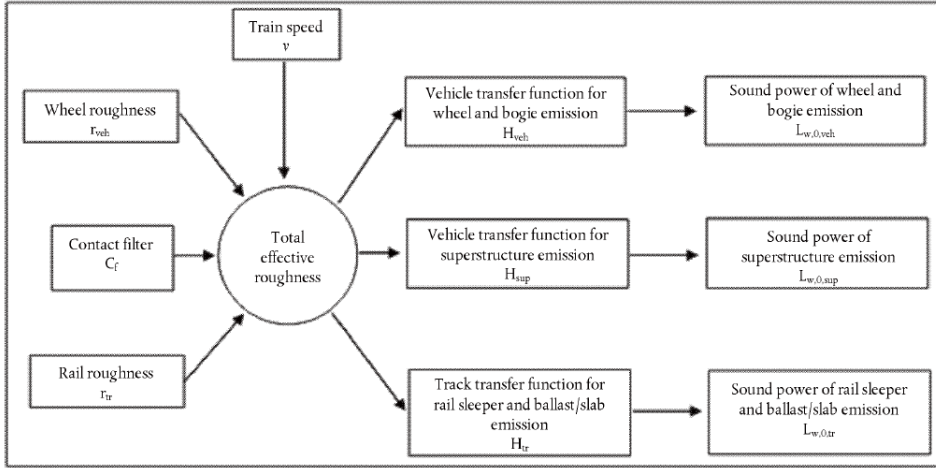 Train speed
v
Wheel roughness
r_veh
Contact filter
C_f
Rail roughness
r_tr
Total
effective
roughness
Vehicle transfer function for
wheel and bogie emission
H_veh
Sound power of wheel and
bogie emission
L_w,0,veh
Vehicle transfer function for
superstructure emission
H_sup
Sound power of
superstructure emission
L_w,0,sup
Track transfer function for
rail sleeper and ballast/slab
emission
H_tr
Sound power of rail sleeper
and ballast/slab emission
L_w,0,tr